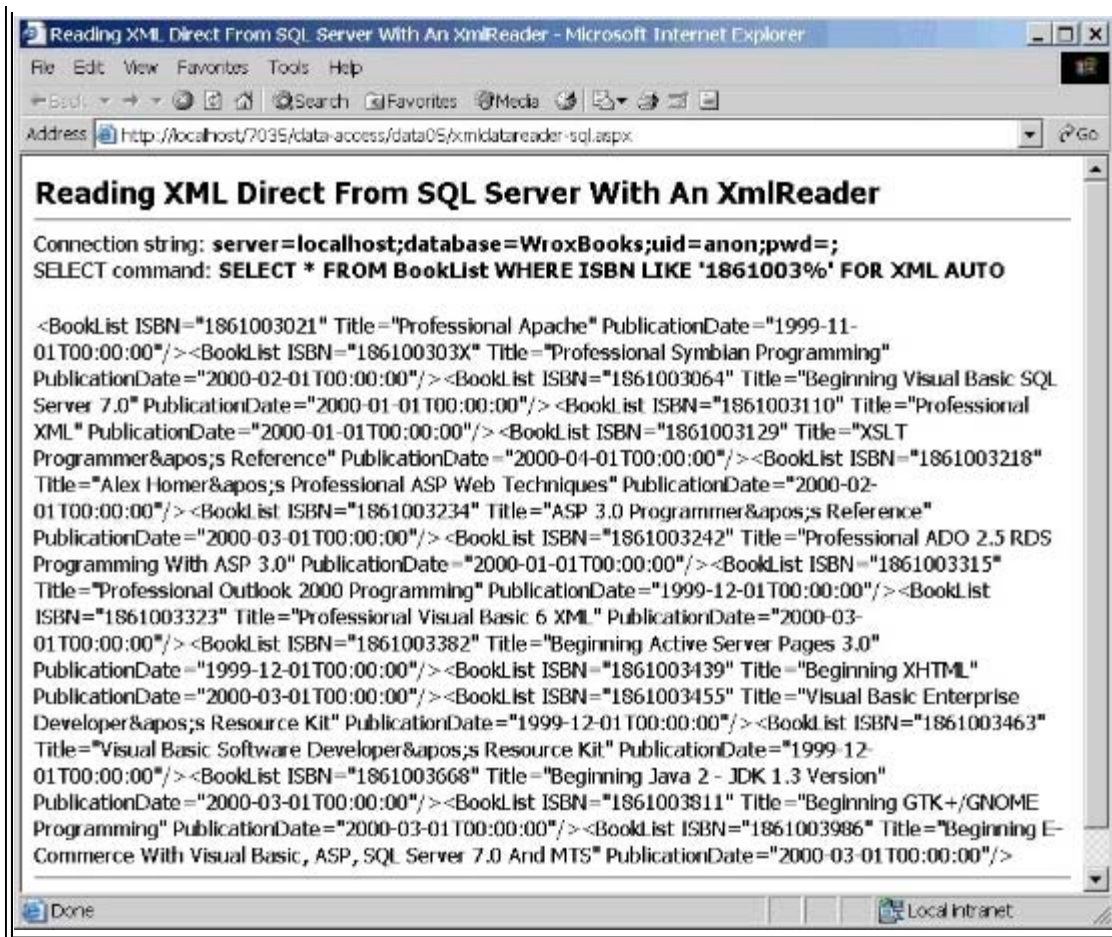 Reading XML Direct From SQL Server With An XmlReader - Microsoft Internet Explorer
File Edit View Favorites Tools Help
Back Search Favorites Media
Address http://localhost/7035/data-access/data05/xmldatareader-sql.aspx Go
Reading XML Direct From SQL Server With An XmlReader
Connection string: server=localhost;database=WroxBooks;uid=anon;pwd=;
SELECT command: SELECT * FROM BookList WHERE ISBN LIKE '1861003%' FOR XML AUTO
<BookList ISBN="1861003021" Title="Professional Apache" PublicationDate="1999-11-
01T00:00:00"/><BookList ISBN="186100303X" Title="Professional Symbian Programming"
PublicationDate="2000-02-01T00:00:00"/><BookList ISBN="1861003064" Title="Beginning Visual Basic SQL
Server 7.0" PublicationDate="2000-01-01T00:00:00"/><BookList ISBN="1861003110" Title="Professional
XML" PublicationDate="2000-01-01T00:00:00"/><BookList ISBN="1861003129" Title="XSLT
Programmer&apos;s Reference" PublicationDate="2000-04-01T00:00:00"/><BookList ISBN="1861003218"
Title="Alex Homer&apos;s Professional ASP Web Techniques" PublicationDate="2000-02-
01T00:00:00"/><BookList ISBN="1861003234" Title="ASP 3.0 Programmer&apos;s Reference"
PublicationDate="2000-03-01T00:00:00"/><BookList ISBN="1861003242" Title="Professional ADO 2.5 RDS
Programming With ASP 3.0" PublicationDate="2000-01-01T00:00:00"/><BookList ISBN="1861003315"
Title="Professional Outlook 2000 Programming" PublicationDate="1999-12-01T00:00:00"/><BookList
ISBN="1861003323" Title="Professional Visual Basic 6 XML" PublicationDate="2000-03-
01T00:00:00"/><BookList ISBN="1861003382" Title="Beginning Active Server Pages 3.0"
PublicationDate="1999-12-01T00:00:00"/><BookList ISBN="1861003439" Title="Beginning XHTML"
PublicationDate="2000-03-01T00:00:00"/><BookList ISBN="1861003455" Title="Visual Basic Enterprise
Developer&apos;s Resource Kit" PublicationDate="1999-12-01T00:00:00"/><BookList ISBN="1861003463"
Title="Visual Basic Software Developer&apos;s Resource Kit" PublicationDate="1999-12-
01T00:00:00"/><BookList ISBN="1861003668" Title="Beginning Java 2 - JDK 1.3 Version"
PublicationDate="2000-03-01T00:00:00"/><BookList ISBN="1861003811" Title="Beginning GTK+/GNOME
Programming" PublicationDate="2000-03-01T00:00:00"/><BookList ISBN="1861003986" Title="Beginning E-
Commerce With Visual Basic, ASP, SQL Server 7.0 And MTS" PublicationDate="2000-03-01T00:00:00"/>
Done Local intranet